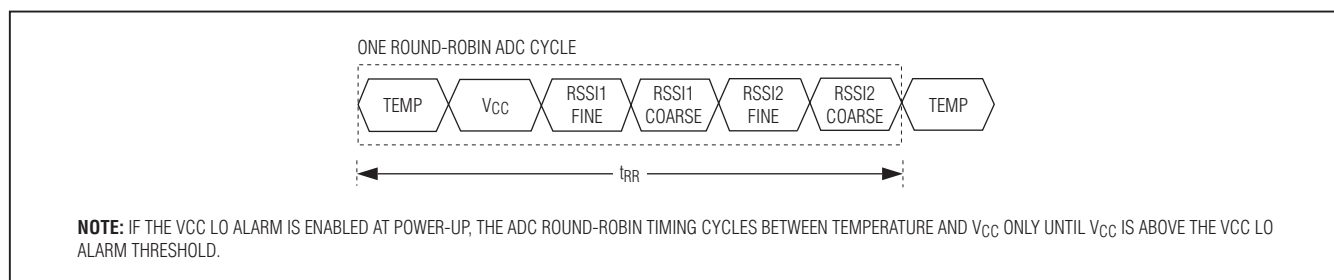 ONE ROUND-ROBIN ADC CYCLE
TEMP
VCC
RSSI1
FINE
RSSI1
COARSE
RSSI2
FINE
RSSI2
COARSE
TEMP
tRR
NOTE: IF THE VCC LO ALARM IS ENABLED AT POWER-UP, THE ADC ROUND-ROBIN TIMING CYCLES BETWEEN TEMPERATURE AND VCC ONLY UNTIL VCC IS ABOVE THE VCC LO
ALARM THRESHOLD.